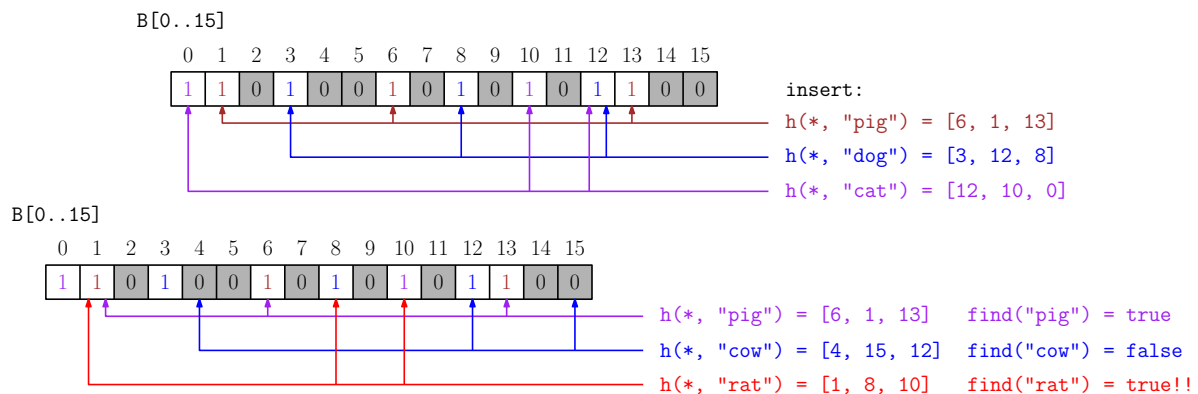 B[0..15]
0 1 2 3 4 5 6 7 8 9 10 11 12 13 14 15
1 1 0 1 0 0 1 0 1 0 1 0 1 1 0 0
insert:
h(*, "pig") = [6, 1, 13]
h(*, "dog") = [3, 12, 8]
h(*, "cat") = [12, 10, 0]
B[0..15]
0 1 2 3 4 5 6 7 8 9 10 11 12 13 14 15
1 1 0 1 0 0 1 0 1 0 1 0 1 1 0 0
h(*, "pig") = [6, 1, 13] find("pig") = true
h(*, "cow") = [4, 15, 12] find("cow") = false
h(*, "rat") = [1, 8, 10] find("rat") = true!!